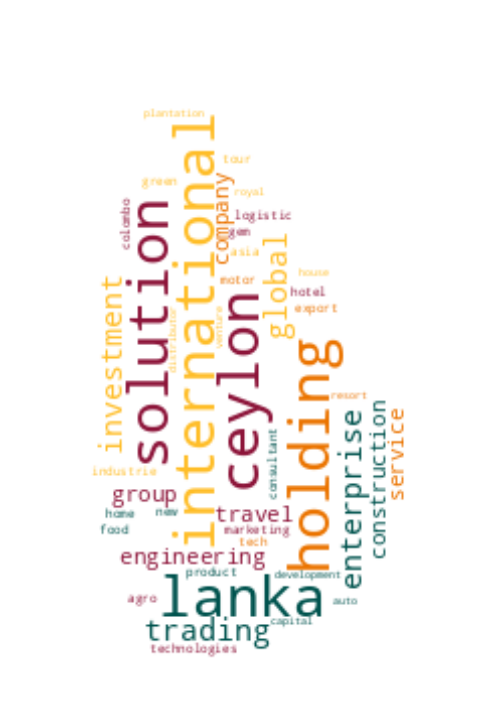 plantation
international
tour
company
green
royal
colombo
solution
logistic
gem
global
asia
motor
house
investment
hotel
ceylon
export
distributor
venture
holding
resort
construction
service
enterprise
consultant
industrie
group
home
new
travel
food
marketing
tech
engineering
product
development
lanka
agro
auto
trading
capital
technologies